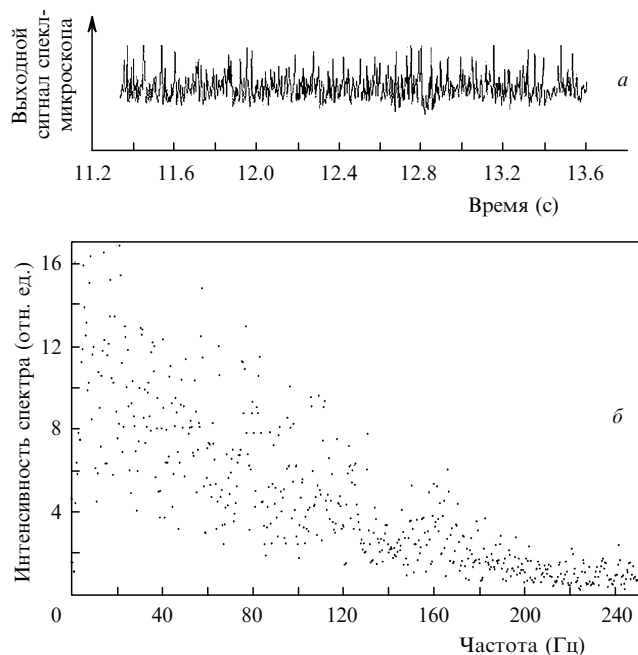 Выходной
сигнал спекл-
микроскопа
а
11.2 11.6 12.0 12.4 12.8 13.2 13.6
Время (с)
Интенсивность спектра (отн. ед.)
16
12
8
4
б
0 40 80 120 160 200 240
Частота (Гц)